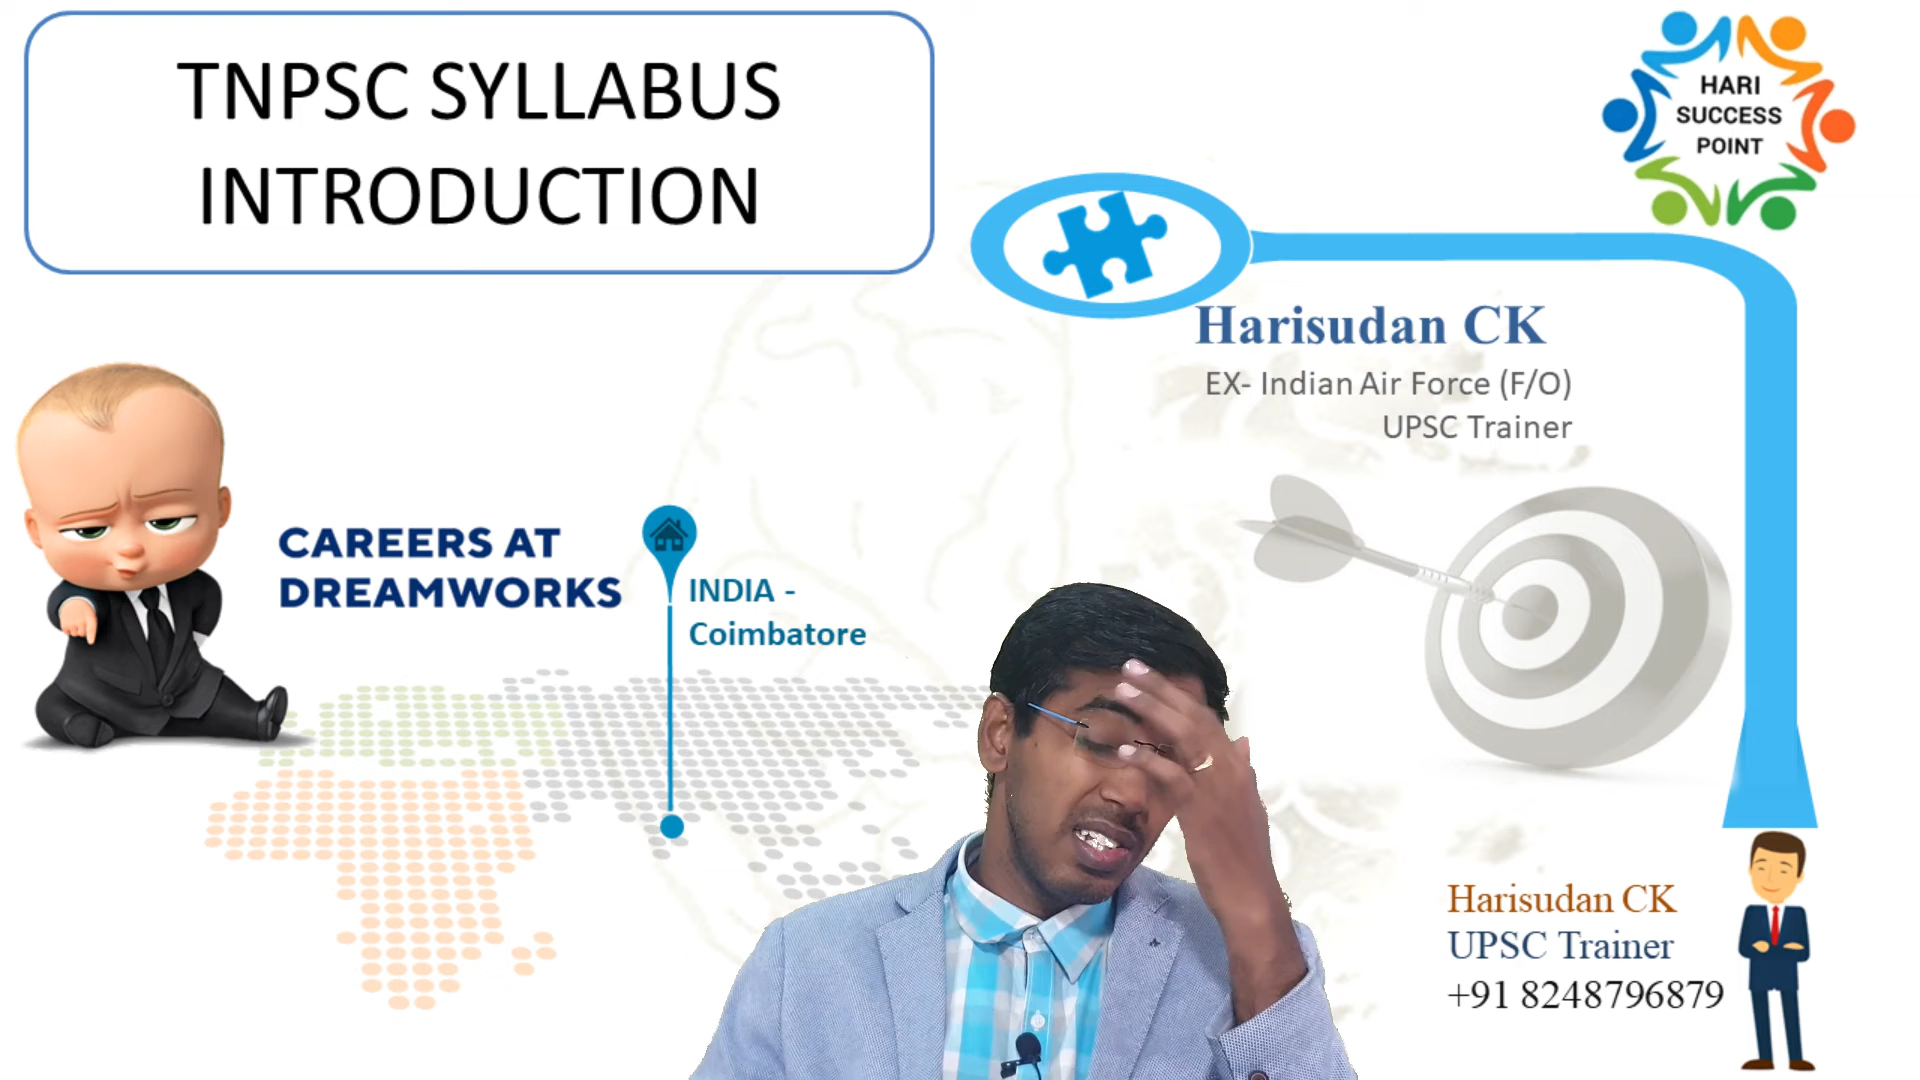 TNPSC SYLLABUS
INTRODUCTION
HARI
SUCCESS
POINT
Harisudan CK
EX- Indian Air Force (F/O)
UPSC Trainer
CAREERS AT
DREAMWORKS
INDIA -
Coimbatore
Harisudan CK
UPSC Trainer
+91 8248796879